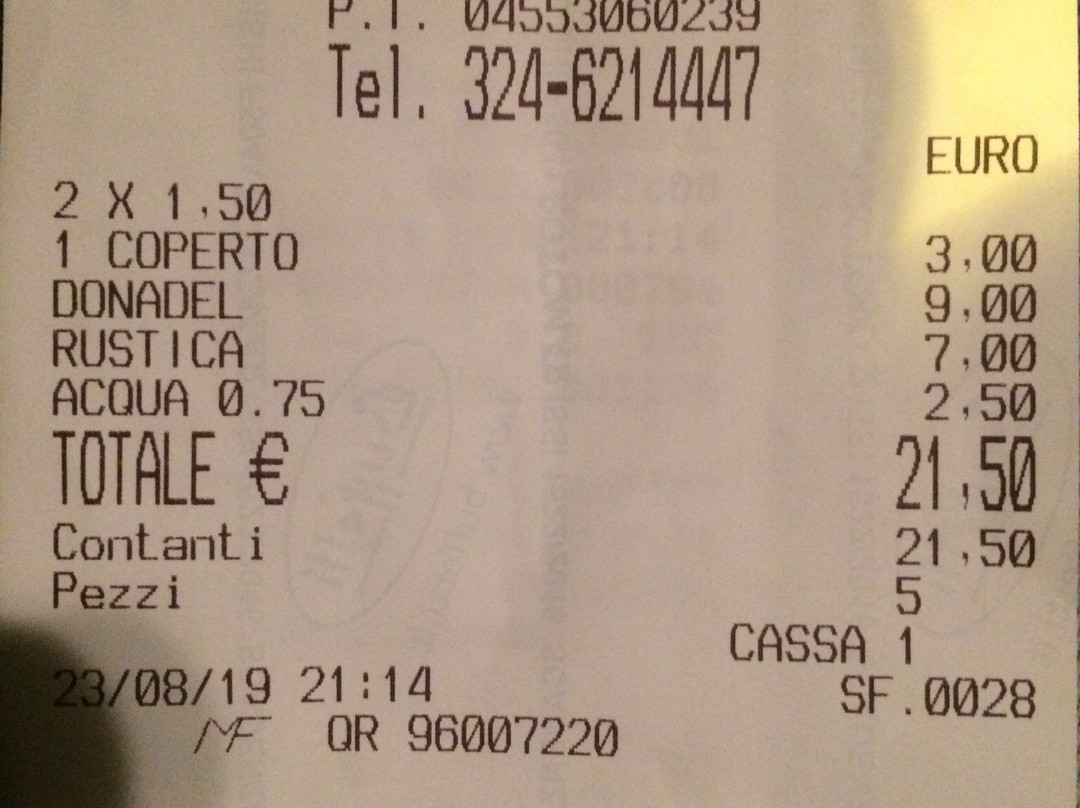 P.I. 04553060239
Tel. 324-6214447
EURO
2 X 1,50
1 COPERTO 3,00
DONADEL 9,00
RUSTICA 7,00
ACQUA 0.75 2,50
TOTALE € 21,50
Contanti 21,50
Pezzi 5
CASSA 1
23/08/19 21:14 SF.0028
MF QR 96007220